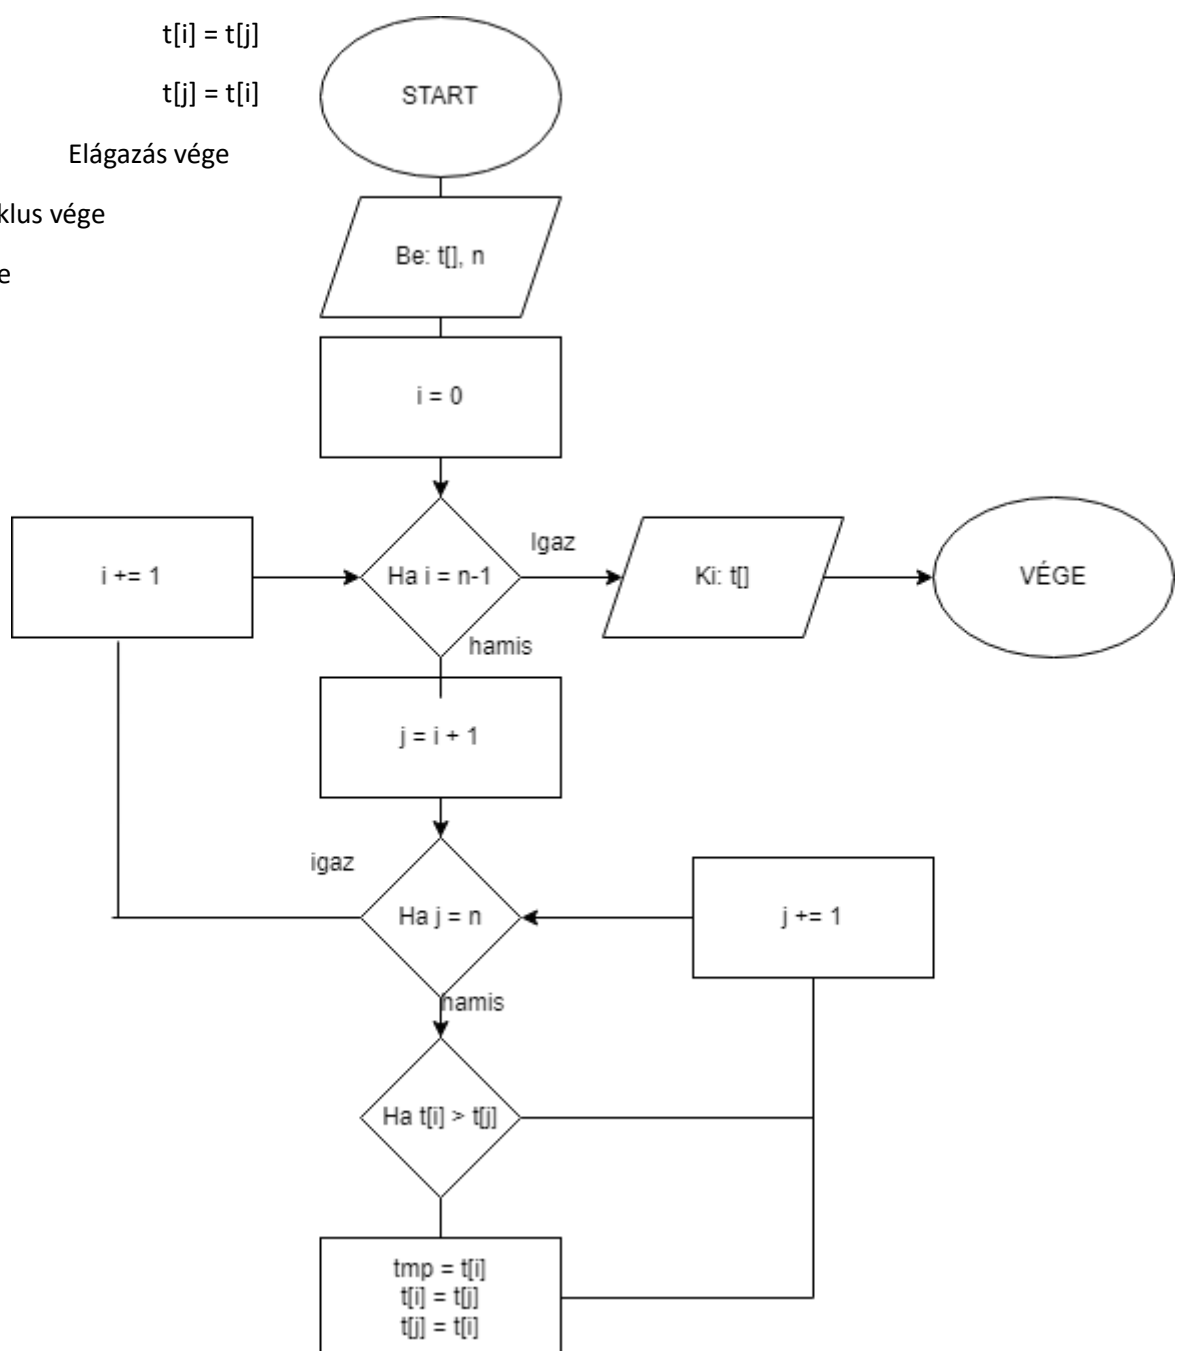 t[i] = t[j]
t[j] = t[i]
Elágazás vége
klus vége
e
START
Be: t[], n
i = 0
i += 1
Ha i = n-1
Igaz
Ki: t[]
VÉGE
hamis
j = i + 1
igaz
Ha j = n
j += 1
hamis
Ha t[i] > t[j]
tmp = t[i]
t[i] = t[j]
t[j] = t[i]